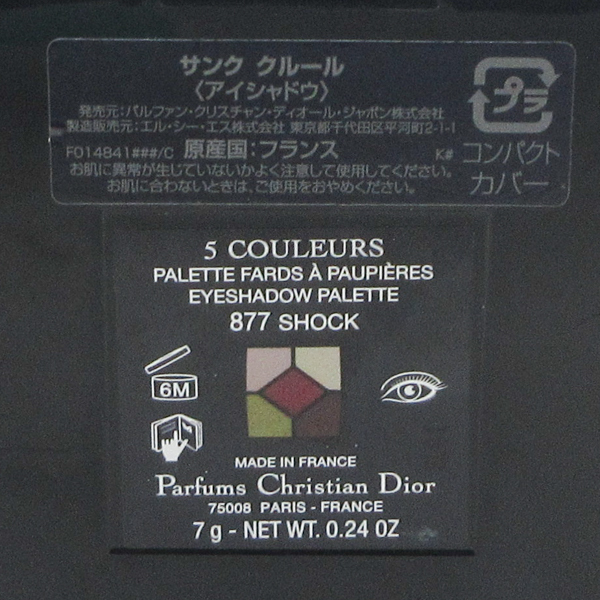 サンク クルール
〈アイシャドウ〉
発売元:パルファン・クリスチャン・ディオール・ジャポン株式会社
製造販売元:エル・シー・エス株式会社 東京都千代田区平河町2-1-1
F014841###/C 原産国:フランス K#
お肌に異常が生じていないかよく注意して使用してください。
お肌に合わないときは、ご使用をおやめください。
プラ
コンパクト
カバー
5 COULEURS
PALETTE FARDS À PAUPIÈRES
EYESHADOW PALETTE
877 SHOCK
6M
MADE IN FRANCE
Parfums Christian Dior
75008 PARIS - FRANCE
7 g - NET WT. 0.24 OZ